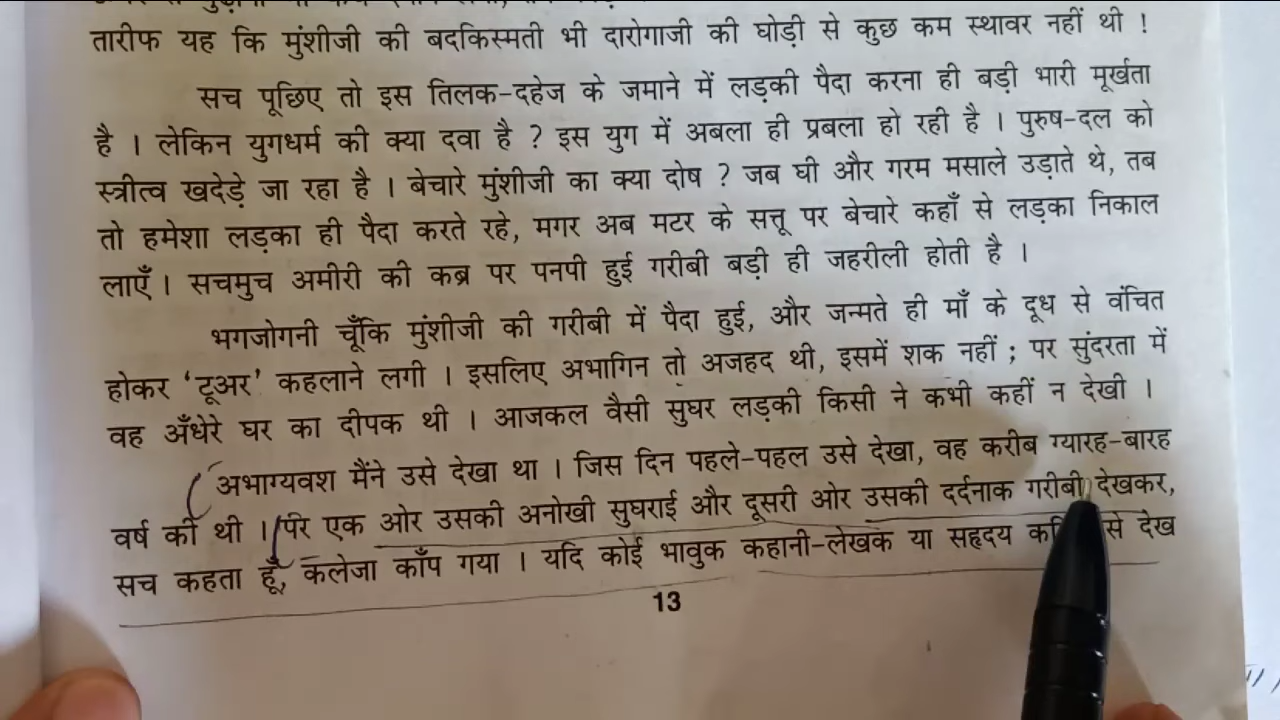 तारीफ यह कि मुंशीजी की बदकिस्मती भी दारोगाजी की घोड़ी से कुछ कम स्थावर नहीं थी !
सच पूछिए तो इस तिलक-दहेज के जमाने में लड़की पैदा करना ही बड़ी भारी मूर्खता
है । लेकिन युगधर्म की क्या दवा है ? इस युग में अबला ही प्रबला हो रही है । पुरुष-दल को
स्त्रीत्व खदेड़े जा रहा है । बेचारे मुंशीजी का क्या दोष ? जब घी और गरम मसाले उड़ाते थे, तब
तो हमेशा लड़का ही पैदा करते रहे, मगर अब मटर के सत्तू पर बेचारे कहाँ से लड़का निकाल
लाएँ । सचमुच अमीरी की कब्र पर पनपी हुई गरीबी बड़ी ही जहरीली होती है ।
भगजोगनी चूँकि मुंशीजी की गरीबी में पैदा हुई, और जन्मते ही माँ के दूध से वंचित
होकर ‘टूअर’ कहलाने लगी । इसलिए अभागिन तो अजहद थी, इसमें शक नहीं ; पर सुंदरता में
वह अँधेरे घर का दीपक थी । आजकल वैसी सुघर लड़की किसी ने कभी कहीं न देखी ।
अभाग्यवश मैंने उसे देखा था । जिस दिन पहले-पहल उसे देखा, वह करीब ग्यारह-बारह
वर्ष की थी । पर एक ओर उसकी अनोखी सुघराई और दूसरी ओर उसकी दर्दनाक गरीबी देखकर,
सच कहता हूँ, कलेजा काँप गया । यदि कोई भावुक कहानी-लेखक या सहृदय देख
13